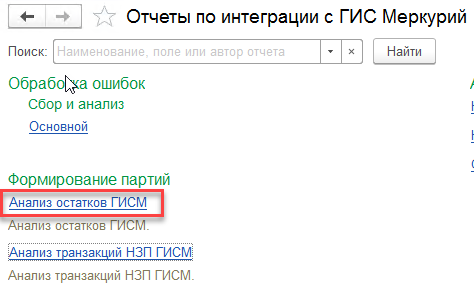 Отчеты по интеграции с ГИС Меркурий
Поиск: Наименование, поле или автор отчета Найти
Обработка ошибок
Сбор и анализ
Основной
Формирование партий
Анализ остатков ГИСМ
Анализ остатков ГИСМ.
Анализ транзакций НЗП ГИСМ
Анализ транзакций НЗП ГИСМ.